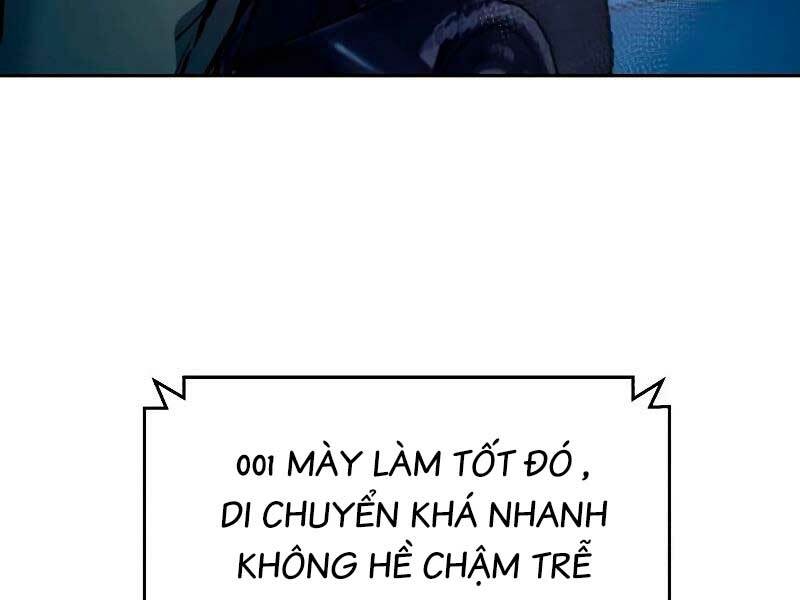 001 MÀY LÀM TỐT ĐÓ,
DI CHUYỂN KHÁ NHANH
KHÔNG HỀ CHẬM TRỄ